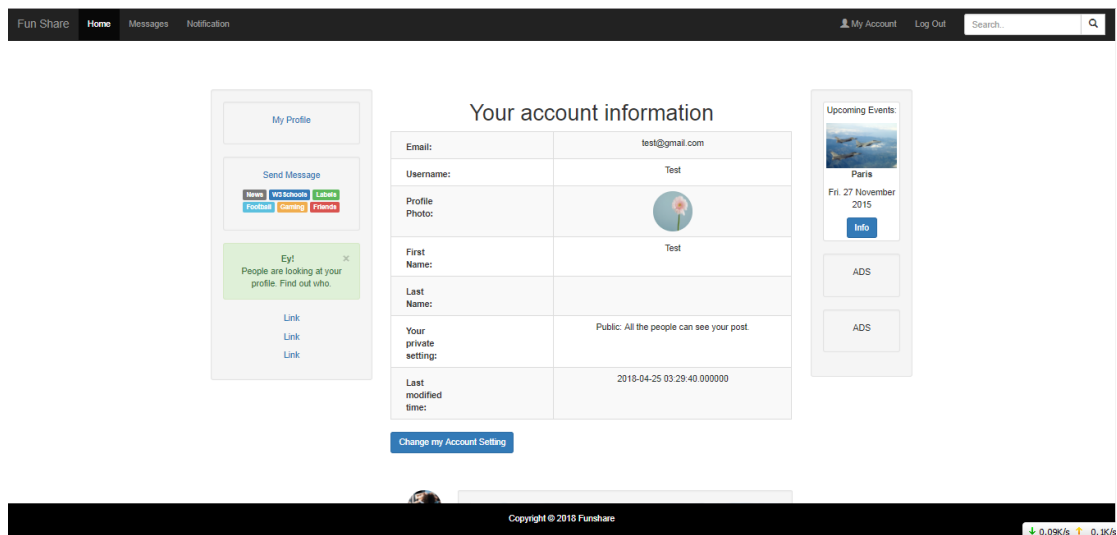 Fun Share Home Messages Notification My Account Log Out Search..
My Profile
Send Message
News W3Schools Labels
Football Gaming Friends
Ey! ×
People are looking at your
profile. Find out who.
Link
Link
Link
Your account information
Email: test@gmail.com
Username: Test
Profile
Photo:
First Test
Name:
Last
Name:
Your Public: All the people can see your post.
private
setting:
Last 2018-04-25 03:29:40.000000
modified
time:
Change my Account Setting
Upcoming Events:
Paris
Fri. 27 November
2015
Info
ADS
ADS
Copyright © 2018 Funshare
0.09K/s 0.1K/s